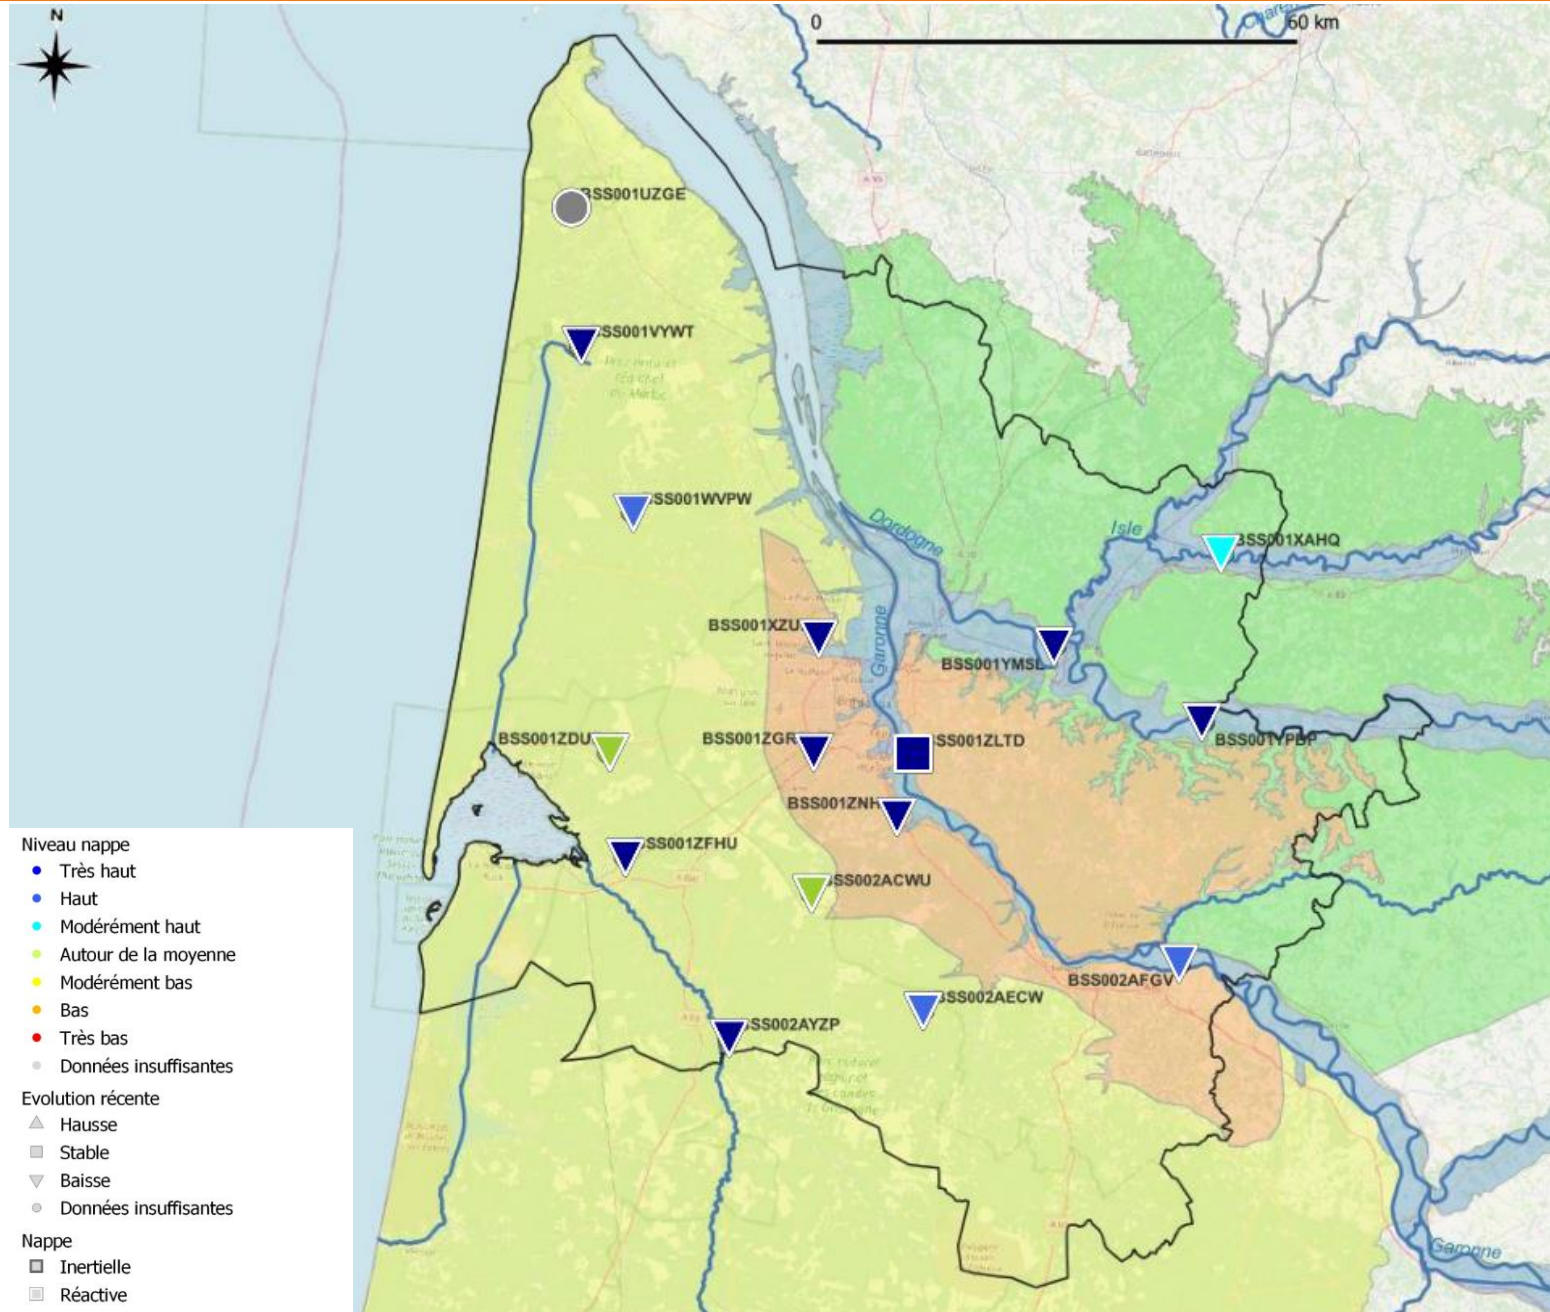 N
0 60 km
BSS001UZGE
SS001VYWT
SS001WVPW
Dordogne
Isle
BSS001XAHQ
BSS001XZU
Garonne
BSS001YMSL
BSS001ZDU
BSS001ZGR
SS001ZLTD
BSS001YPBP
BSS001ZNH
SS001ZFHU
SS002ACWU
BSS002AFGV
SS002AECW
SS002AYZP
Garonne
Niveau nappe
Très haut
Haut
Modérément haut
Autour de la moyenne
Modérément bas
Bas
Très bas
Données insuffisantes
Evolution récente
Hausse
Stable
Baisse
Données insuffisantes
Nappe
Inertielle
Réactive